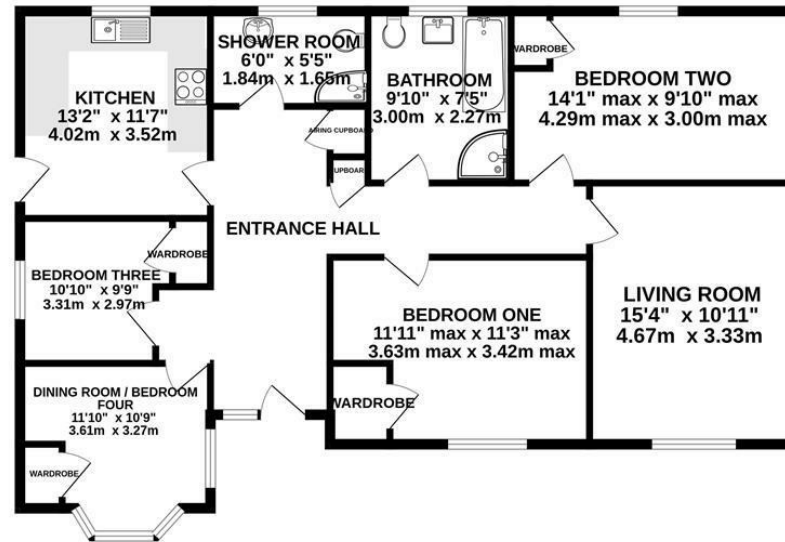 KITCHEN
13'2" x 11'7"
4.02m x 3.52m
SHOWER ROOM
6'0" x 5'5"
1.84m x 1.65m
BATHROOM
9'10" x 7'5"
3.00m x 2.27m
WARDROBE
BEDROOM TWO
14'1" max x 9'10" max
4.29m max x 3.00m max
AIRING CUPBOARD
UPBOAR
ENTRANCE HALL
WARDROBE
BEDROOM THREE
10'10" x 9'9"
3.31m x 2.97m
BEDROOM ONE
11'11" max x 11'3" max
3.63m max x 3.42m max
WARDROBE
LIVING ROOM
15'4" x 10'11"
4.67m x 3.33m
DINING ROOM / BEDROOM
FOUR
11'10" x 10'9"
3.61m x 3.27m
WARDROBE